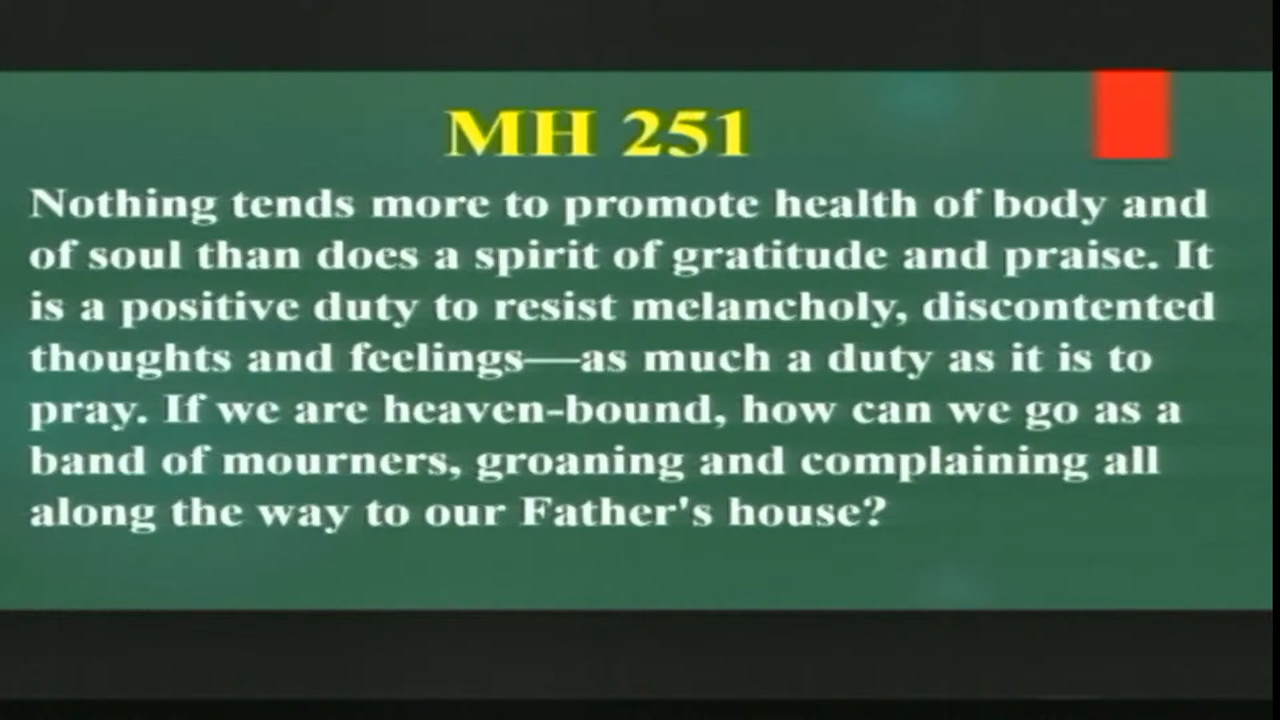 MH 251
Nothing tends more to promote health of body and
of soul than does a spirit of gratitude and praise. It
is a positive duty to resist melancholy, discontented
thoughts and feelings—as much a duty as it is to
pray. If we are heaven-bound, how can we go as a
band of mourners, groaning and complaining all
along the way to our Father's house?